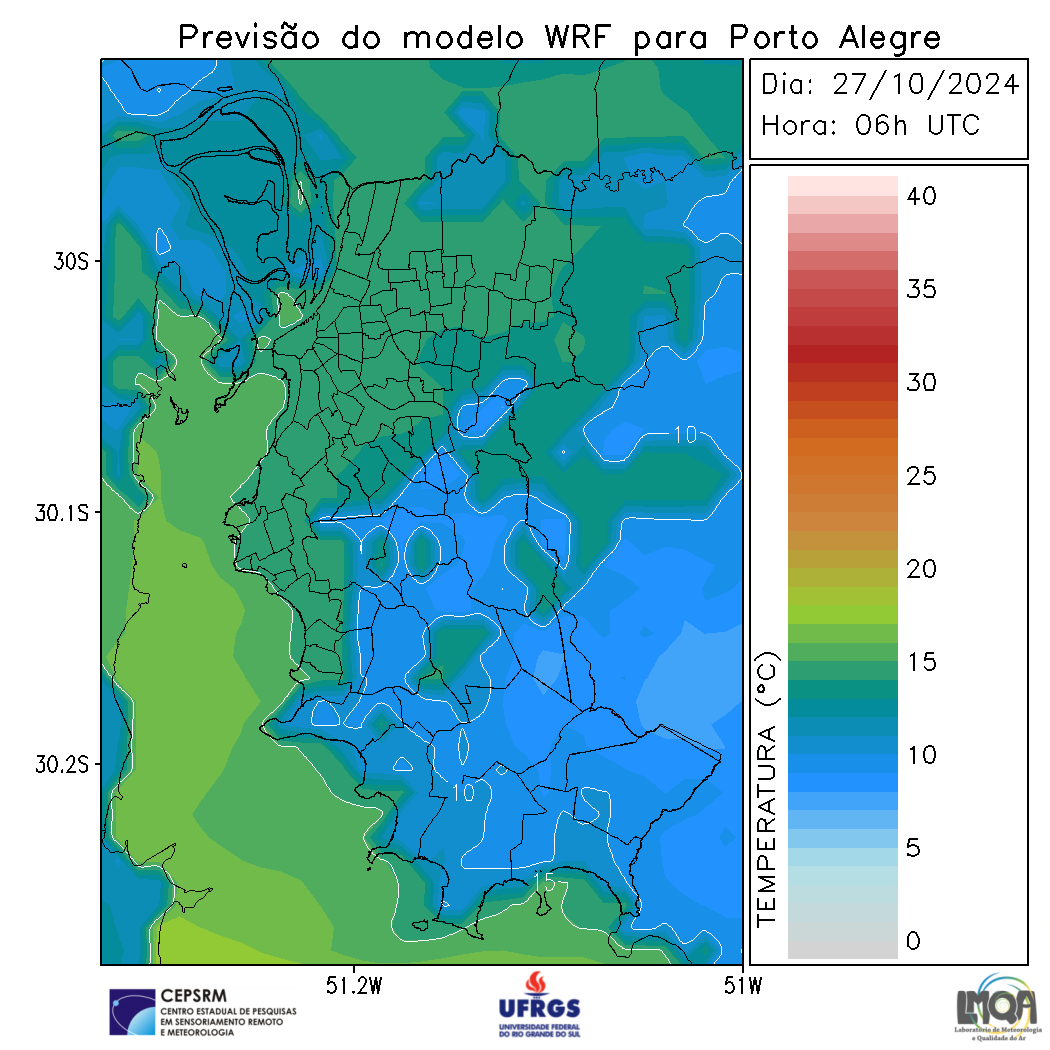 Previsão do modelo WRF para Porto Alegre
Dia: 27/10/2024
Hora: 06h UTC
30S
30.1S
30.2S
51.2W
51W
10
10
15
TEMPERATURA (°C)
40
35
30
25
20
15
10
5
0
CEPSRM
CENTRO ESTADUAL DE PESQUISAS
EM SENSORIAMENTO REMOTO
E METEOROLOGIA
UFRGS
UNIVERSIDADE FEDERAL
DO RIO GRANDE DO SUL
LMQA
Laboratório de Meteorologia
e Qualidade do Ar